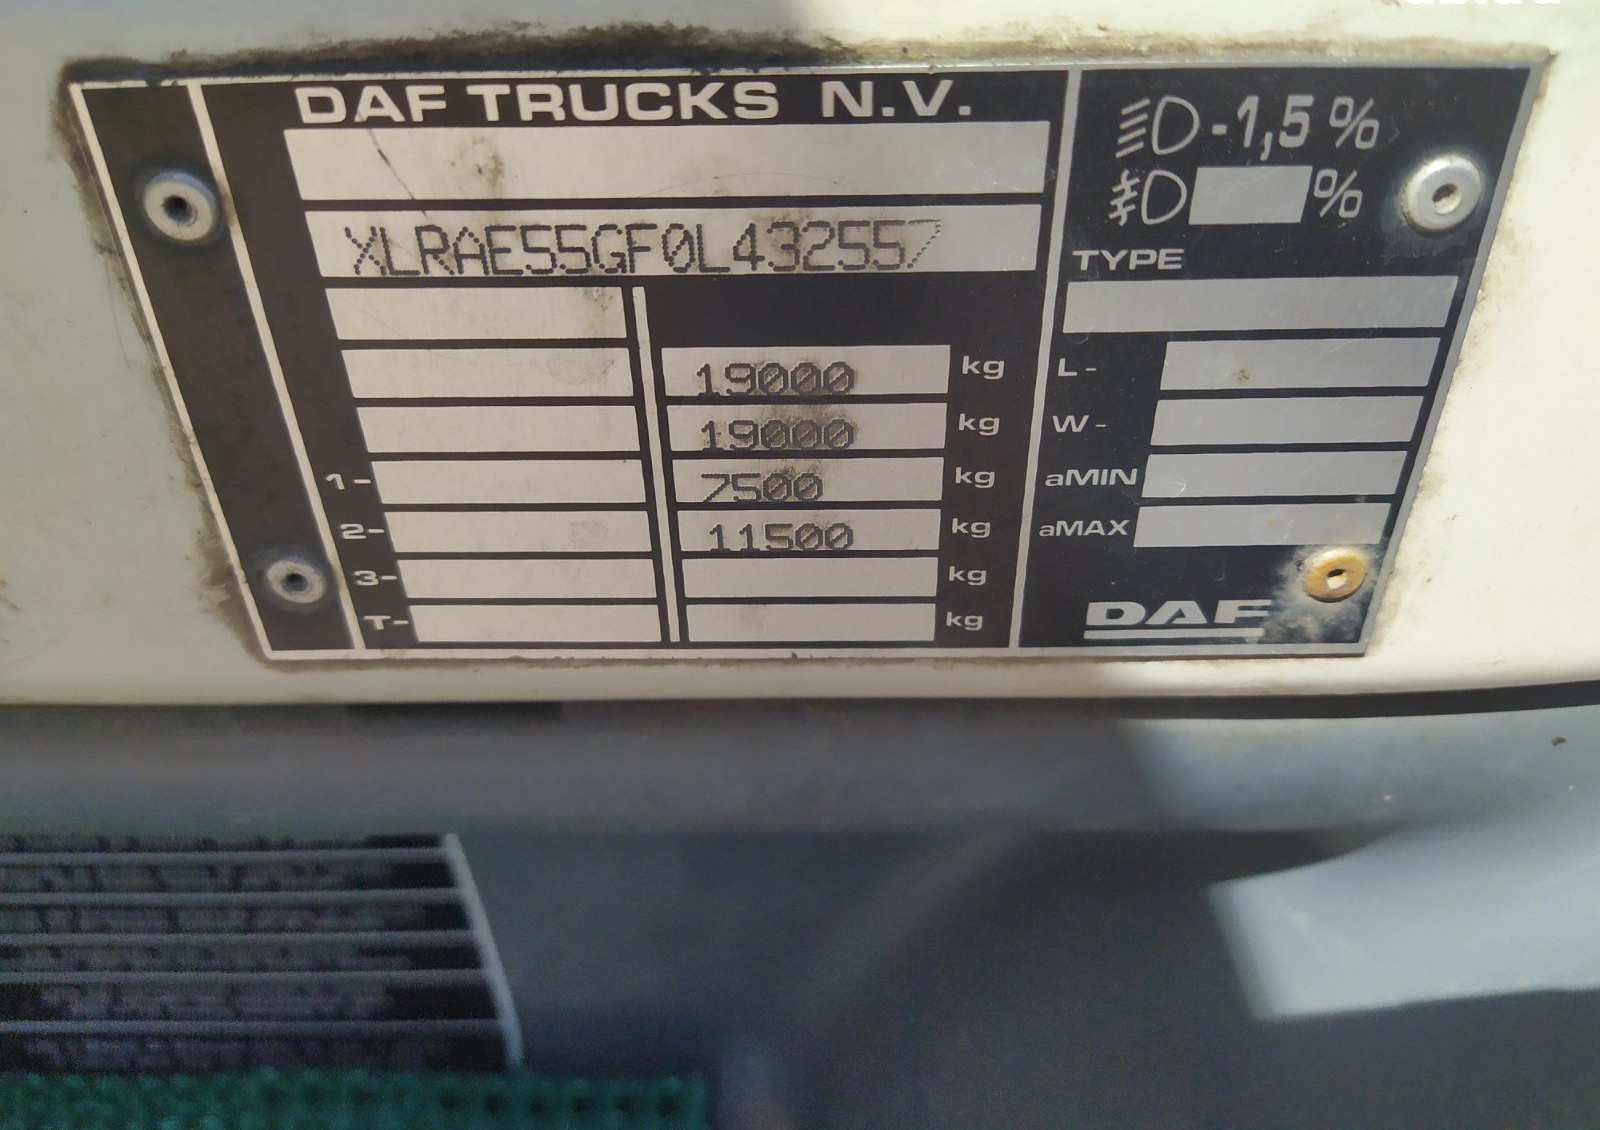 DAF TRUCKS N.V.
XLRAE55GF0L432557
19000 kg
19000 kg
1- 7500 kg
2- 11500 kg
3- kg
T- kg
-1,5 %
%
TYPE
L-
W-
aMIN
aMAX
DAF